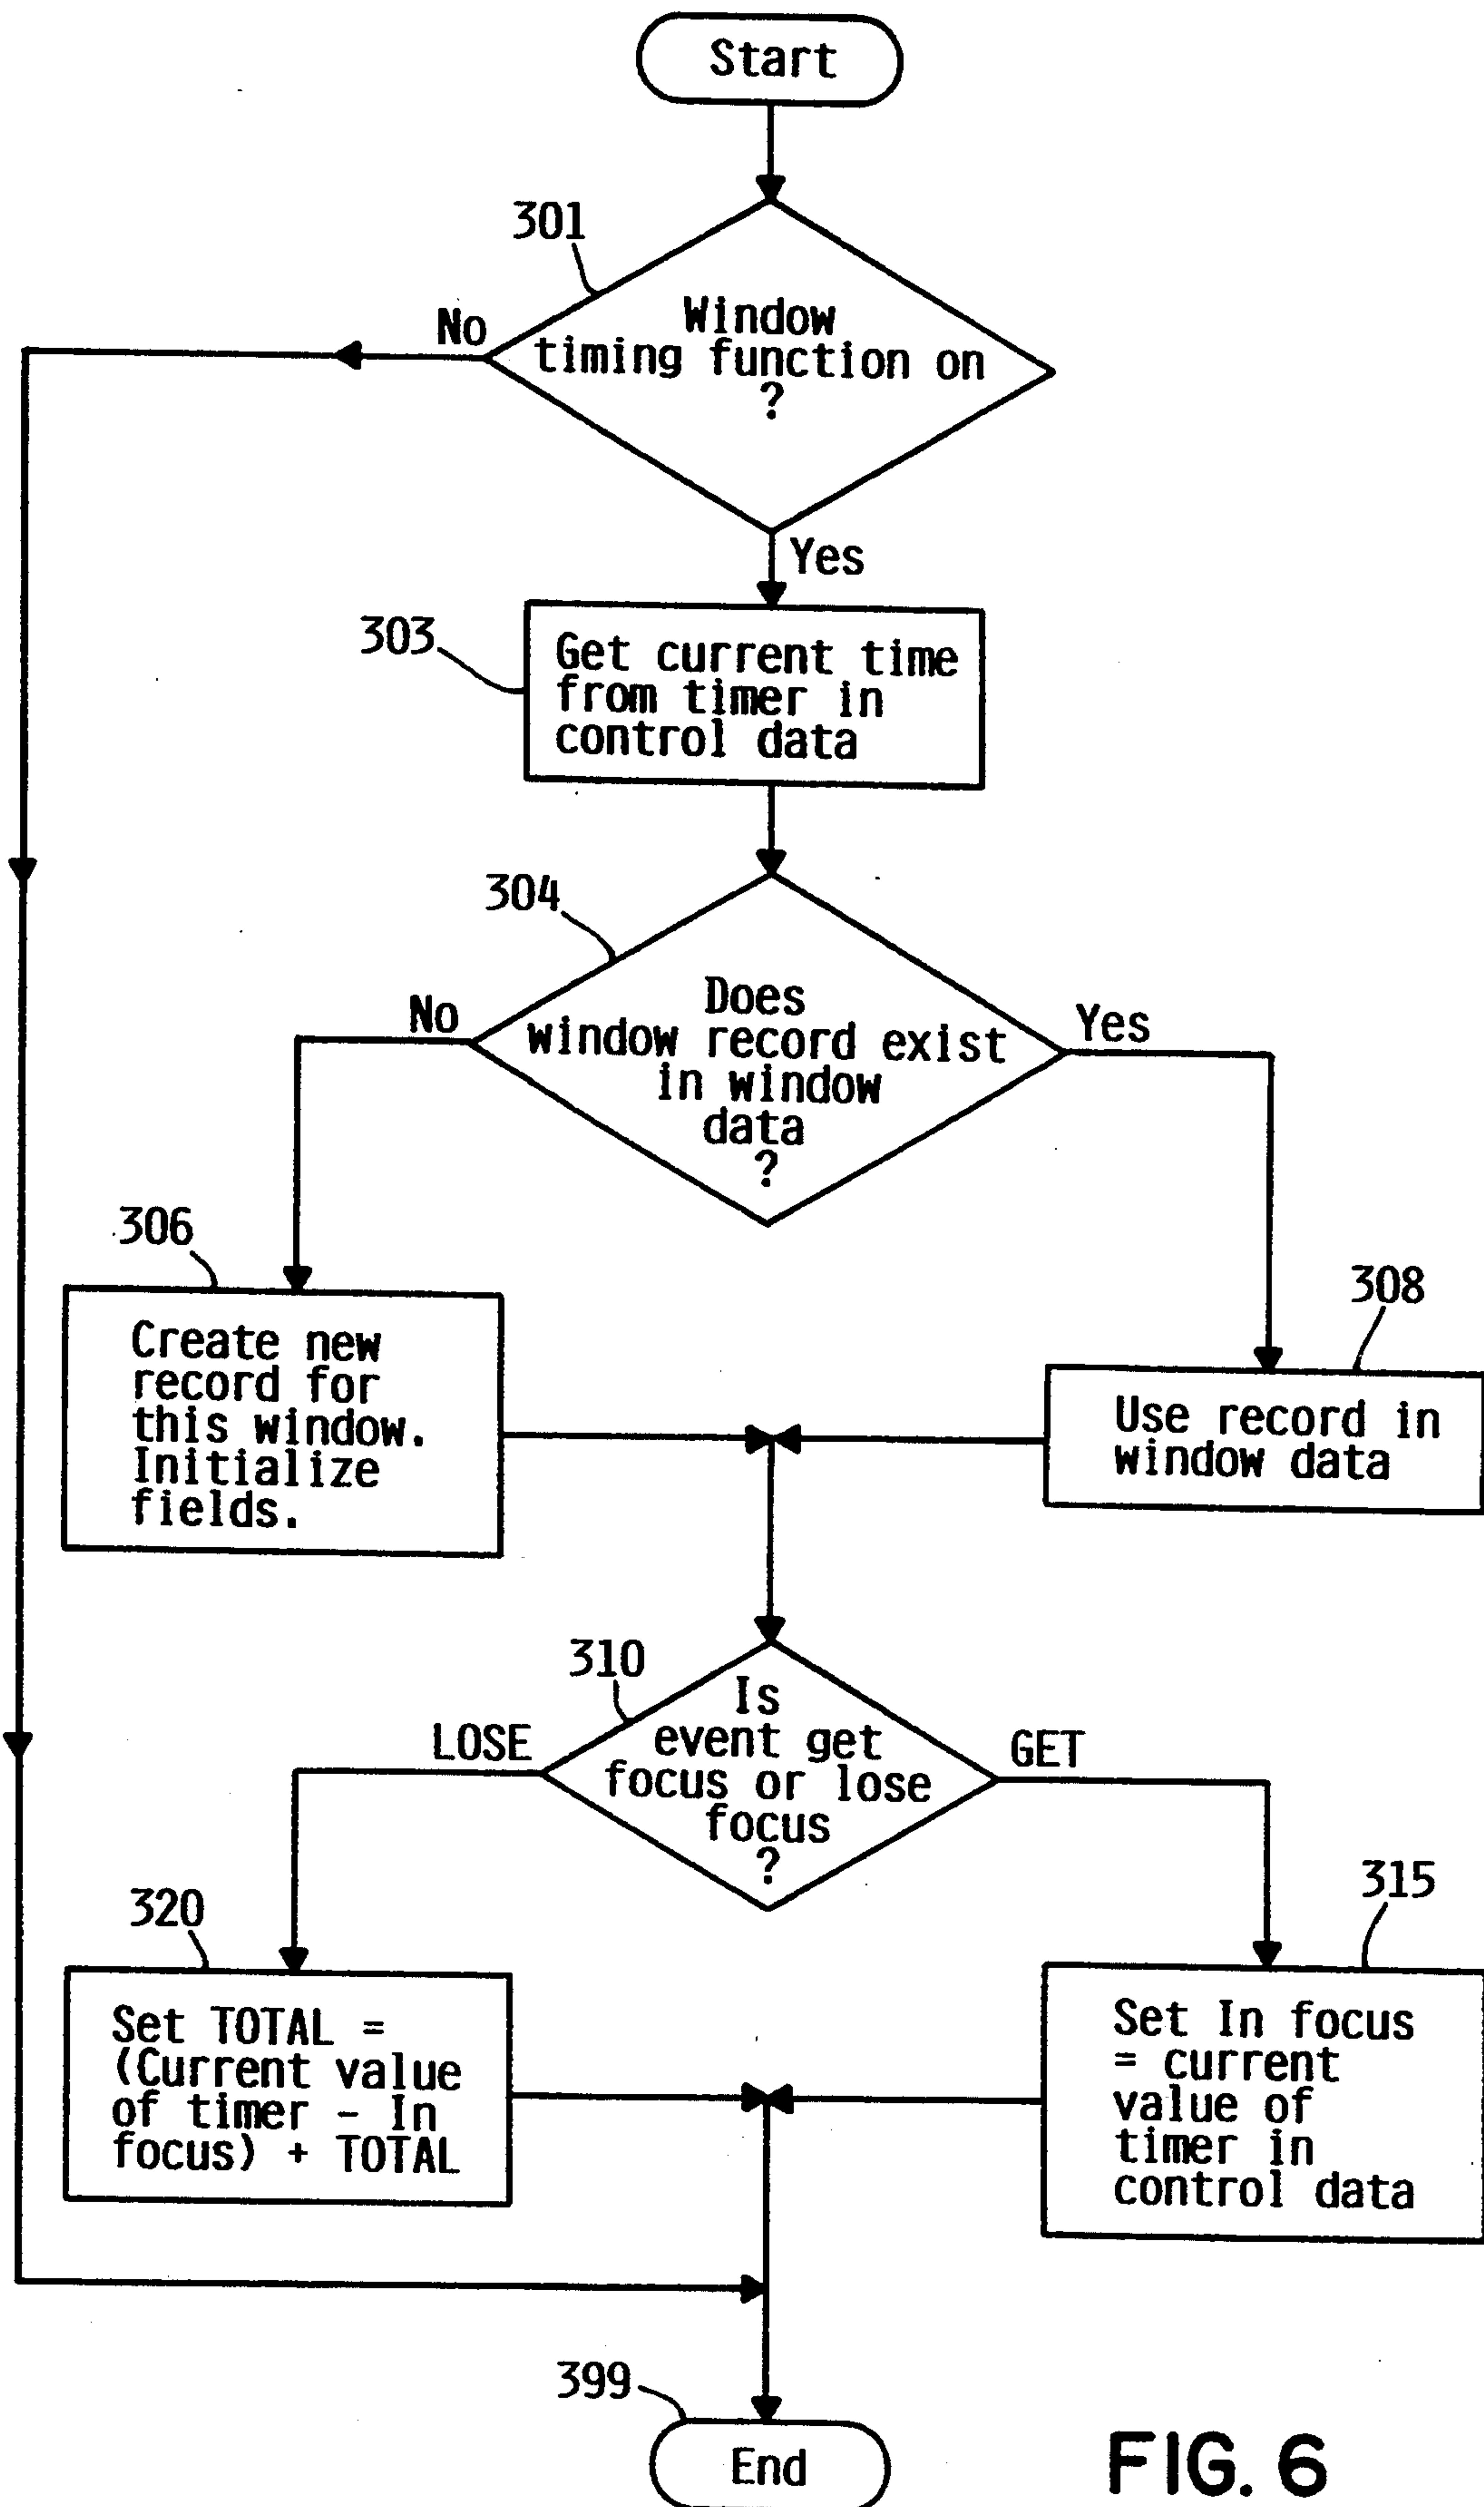 Start
301
No
Window
timing function on
?
Yes
303
Get current time
from timer in
control data
304
No
Does
window record exist
in window
data
?
Yes
306
308
Create new
record for
this window.
Initialize
fields.
Use record in
window data
310
LOSE
Is
event get
focus or lose
focus
?
GET
320
315
Set TOTAL =
(Current value
of timer - In
focus) + TOTAL
Set In focus
= current
value of
timer in
control data
399
End
FIG. 6